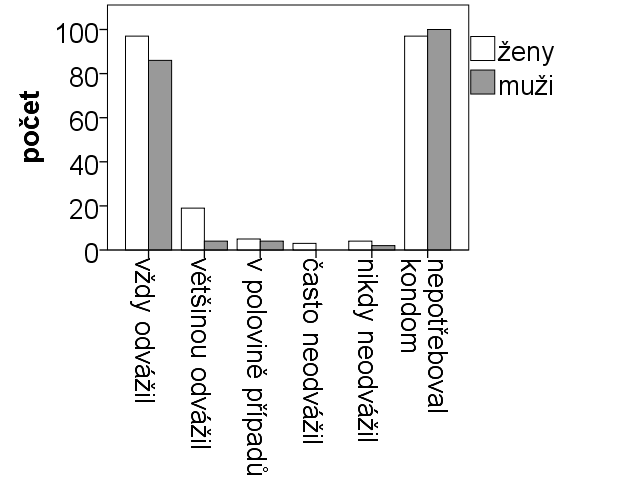 počet
100
80
60
40
20
0
ženy
muži
vždy odvážil
většinou odvážil
v polovině případů
často neodvážil
nikdy neodvážil
nepotřeboval
kondom